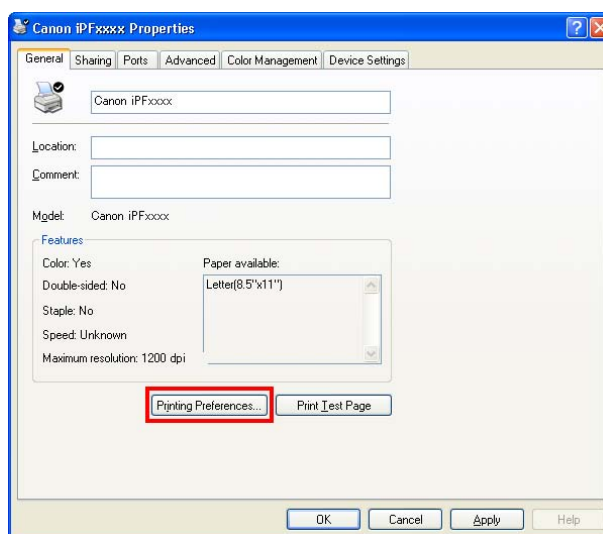 Canon iPFxxxx Properties
General Sharing Ports Advanced Color Management Device Settings
Canon iPFxxxx
Location:
Comment:
Model: Canon iPFxxxx
Features
Color: Yes
Paper available:
Double-sided: No
Letter(8.5"x11")
Staple: No
Speed: Unknown
Maximum resolution: 1200 dpi
Printing Preferences... Print Test Page
OK Cancel Apply Help